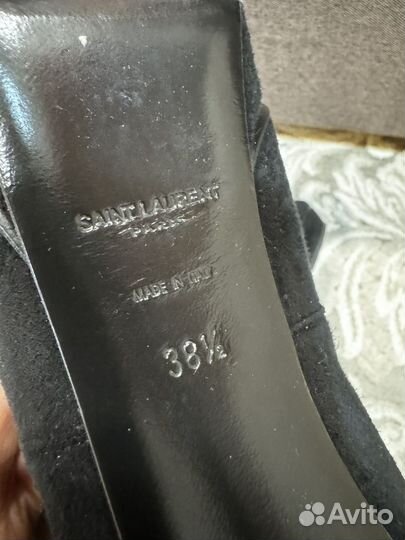 SAINT LAURENT
PARIS
MADE IN ITALY
38½
Avito